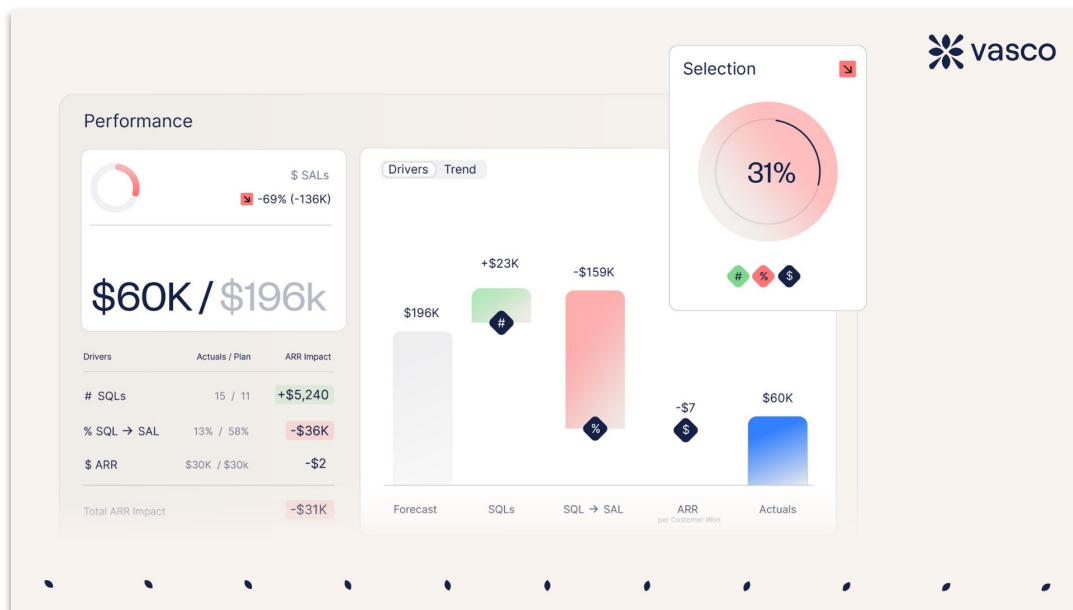 vasco
Selection
31%
# % $
Performance
$ SALs
-69% (-136K)
$60K / $196k
Drivers Actuals / Plan ARR Impact
# SQLs 15 / 11 +$5,240
% SQL → SAL 13% / 58% -$36K
$ ARR $30K / $30k -$2
Total ARR Impact -$31K
Drivers Trend
$196K
+$23K
#
-$159K
%
-$7
$
$60K
Forecast SQLs SQL → SAL ARR Actuals
per Customer Won